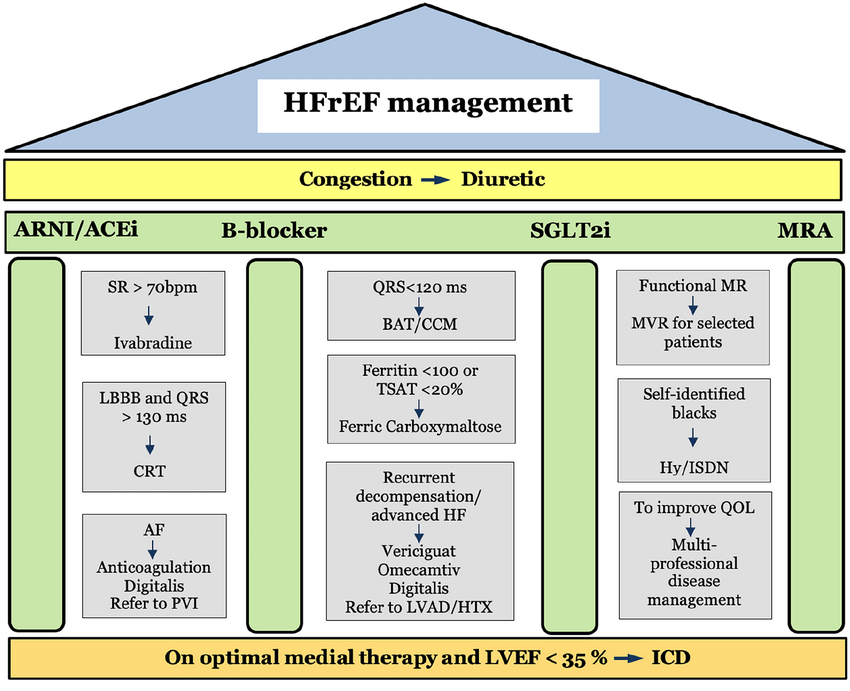 HFrEF management
Congestion → Diuretic
ARNI/ACEi B-blocker SGLT2i MRA
SR > 70bpm
Ivabradine
LBBB and QRS
> 130 ms
CRT
AF
Anticoagulation
Digitalis
Refer to PVI
QRS<120 ms
BAT/CCM
Ferritin <100 or
TSAT <20%
Ferric Carboxymaltose
Recurrent
decompensation/
advanced HF
Vericiguat
Omecamtiv
Digitalis
Refer to LVAD/HTX
Functional MR
MVR for selected
patients
Self-identified
blacks
Hy/ISDN
To improve QOL
Multi-
professional
disease
management
On optimal medial therapy and LVEF < 35 % → ICD